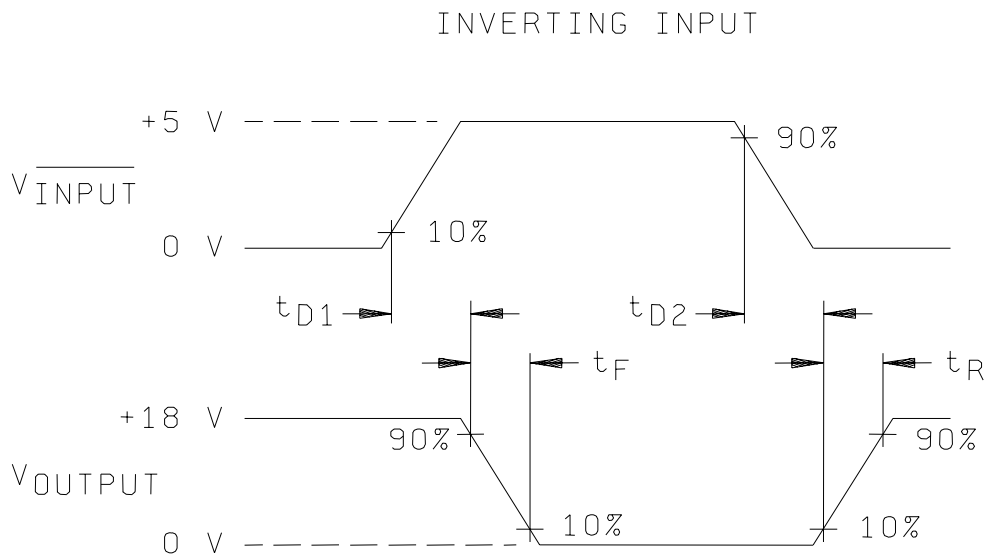 INVERTING INPUT
+5 V
90%
V INPUT
10%
0 V
tD1
tD2
tF
tR
+18 V
90%
90%
VOUTPUT
10%
10%
0 V